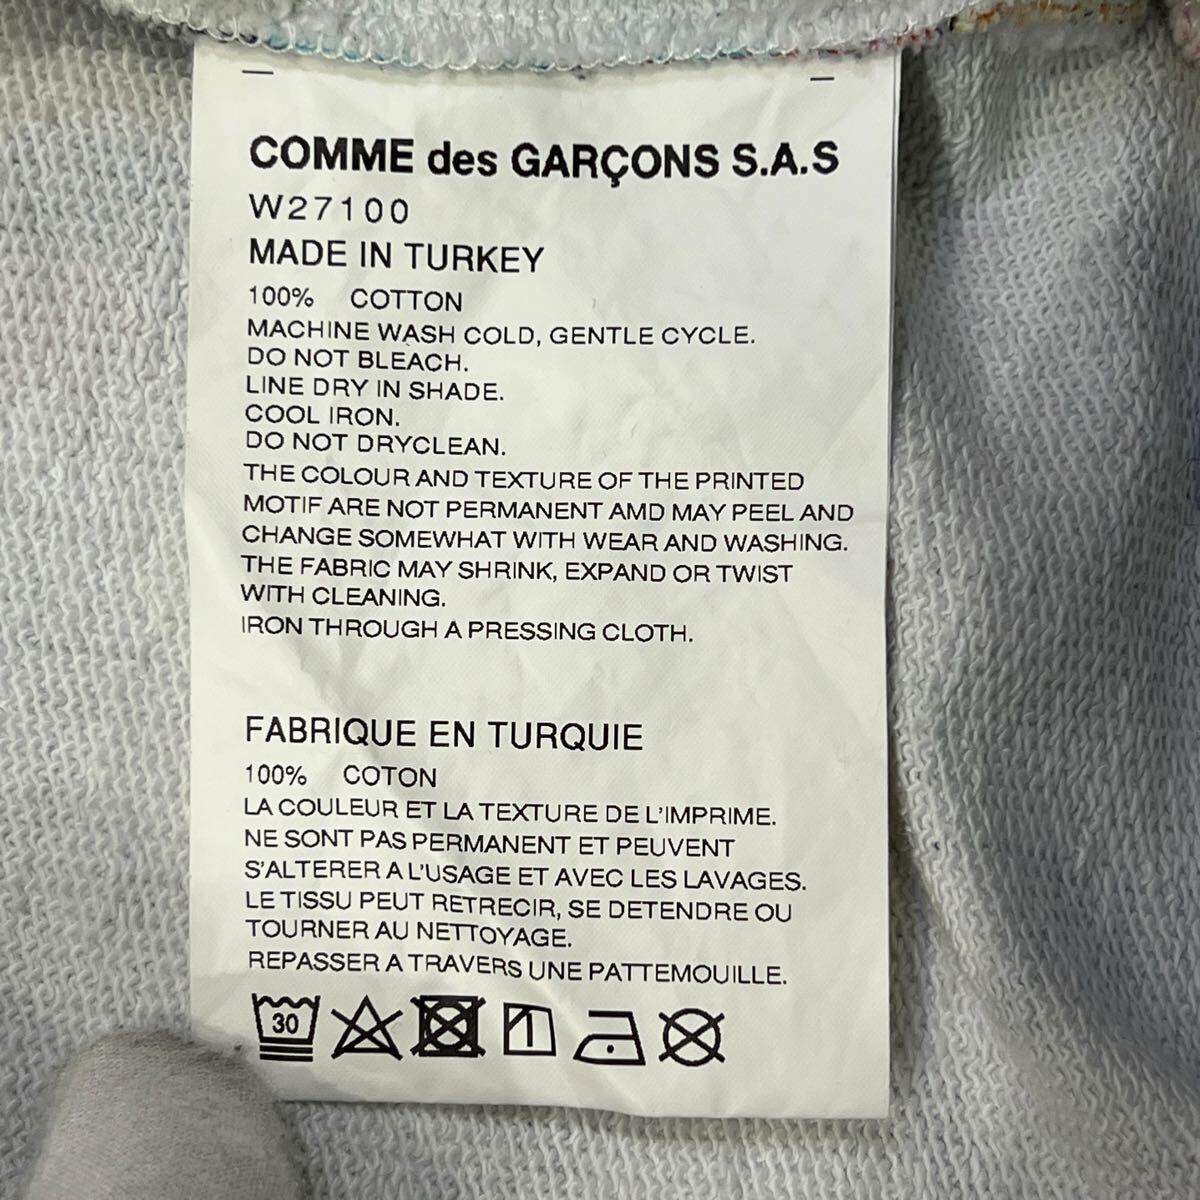 COMME des GARÇONS S.A.S
W27100
MADE IN TURKEY
100% COTTON
MACHINE WASH COLD, GENTLE CYCLE.
DO NOT BLEACH.
LINE DRY IN SHADE.
COOL IRON.
DO NOT DRYCLEAN.
THE COLOUR AND TEXTURE OF THE PRINTED
MOTIF ARE NOT PERMANENT AMD MAY PEEL AND
CHANGE SOMEWHAT WITH WEAR AND WASHING.
THE FABRIC MAY SHRINK, EXPAND OR TWIST
WITH CLEANING.
IRON THROUGH A PRESSING CLOTH.
FABRIQUE EN TURQUIE
100% COTON
LA COULEUR ET LA TEXTURE DE L'IMPRIME.
NE SONT PAS PERMANENT ET PEUVENT
S'ALTERER A L'USAGE ET AVEC LES LAVAGES.
LE TISSU PEUT RETRECIR, SE DETENDRE OU
TOURNER AU NETTOYAGE.
REPASSER A TRAVERS UNE PATTEMOUILLE.
30